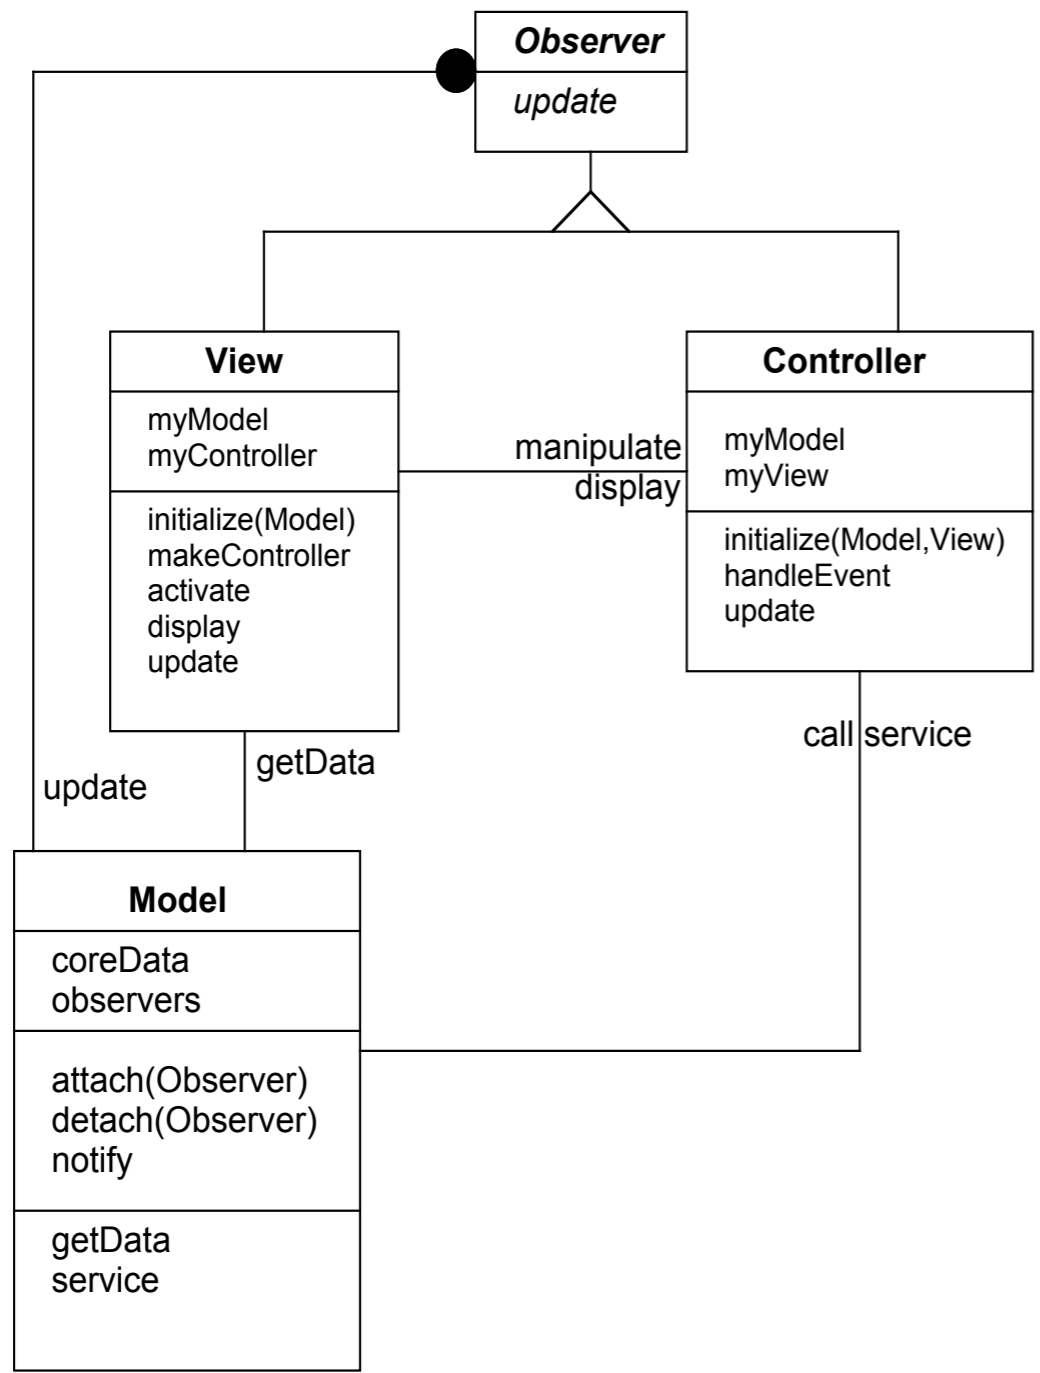 Observer
update
View
myModel
myController
initialize(Model)
makeController
activate
display
update
manipulate
display
Controller
myModel
myView
initialize(Model,View)
handleEvent
update
call service
getData
update
Model
coreData
observers
attach(Observer)
detach(Observer)
notify
getData
service